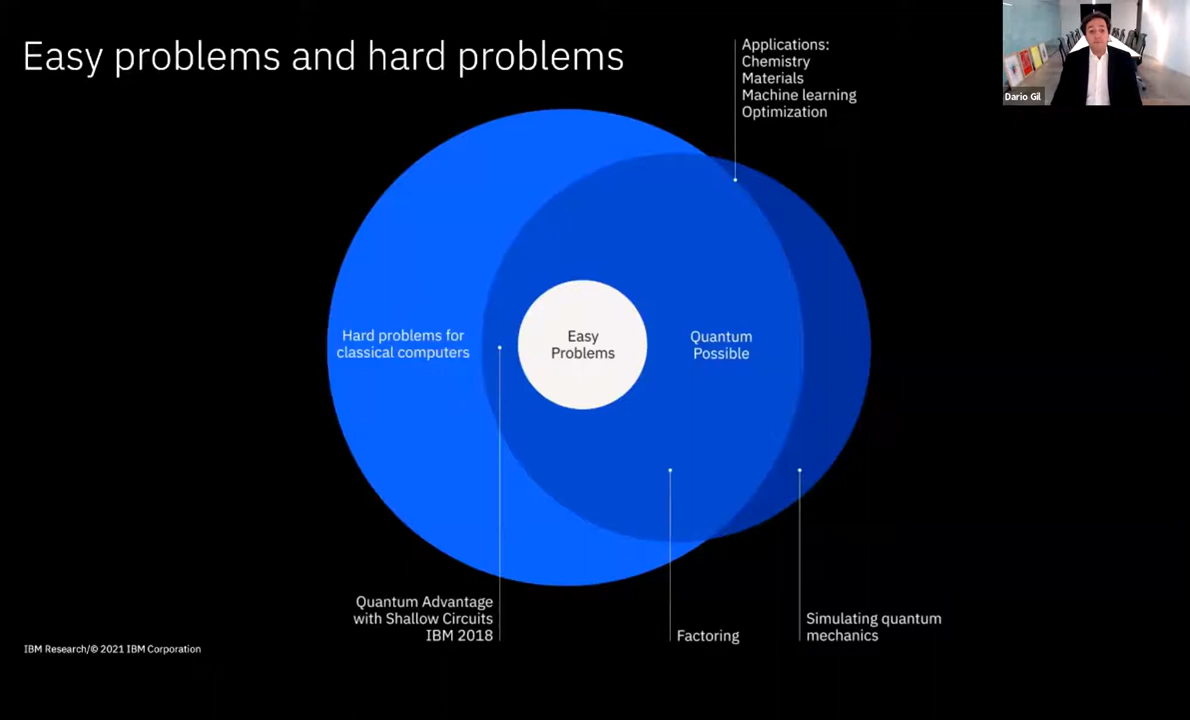 Easy problems and hard problems
Applications:
Chemistry
Materials
Machine learning
Optimization
Dario Gil
Hard problems for
classical computers
Easy
Problems
Quantum
Possible
Quantum Advantage
with Shallow Circuits
IBM 2018
Factoring
Simulating quantum
mechanics
IBM Research/© 2021 IBM Corporation